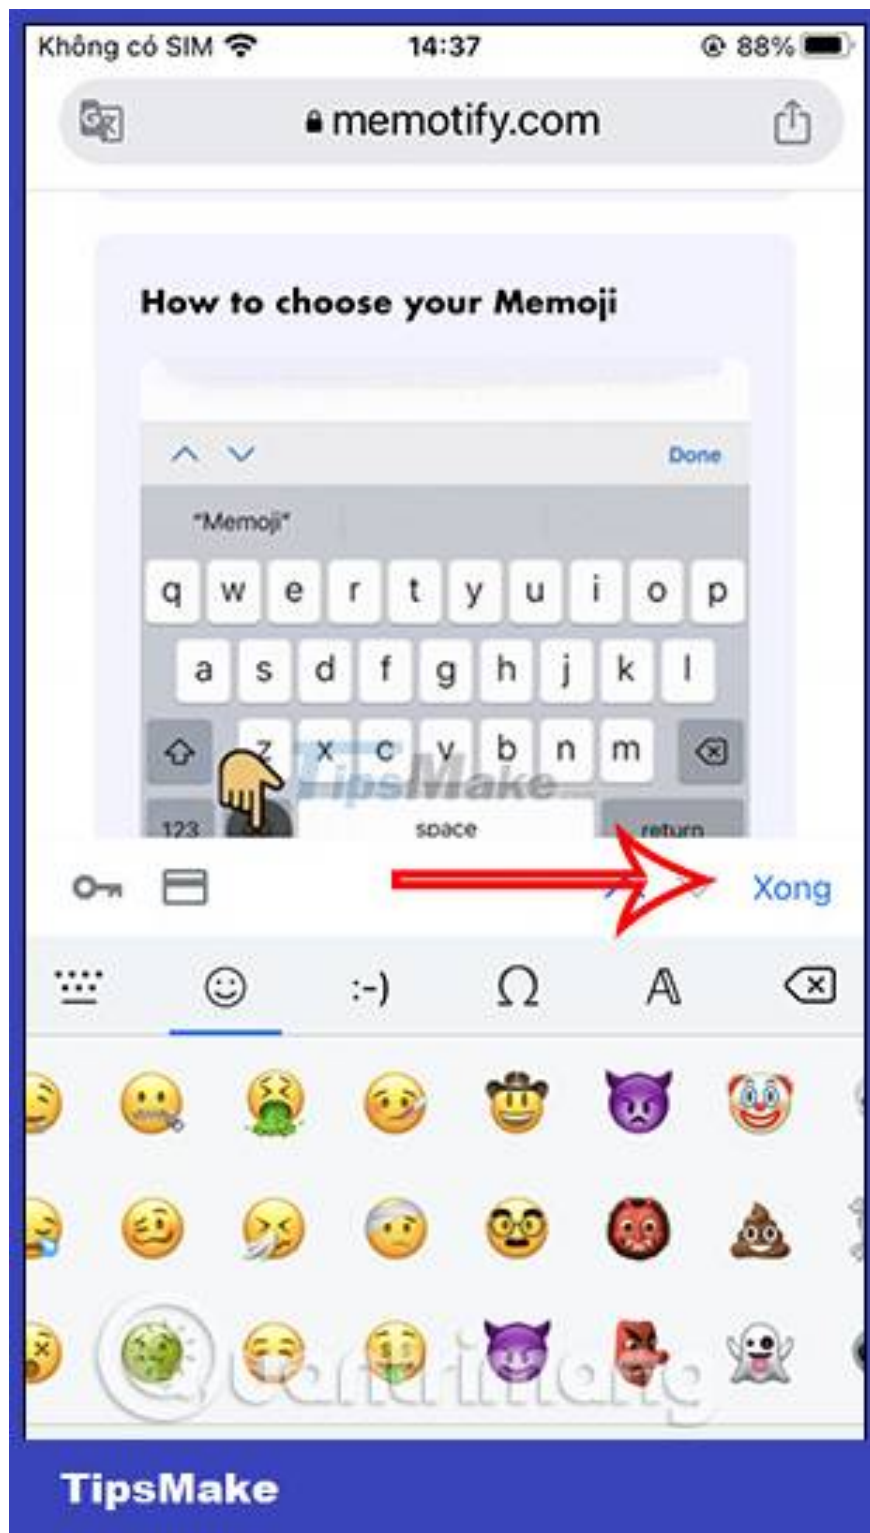 Không có SIM 14:37 88%
memotify.com
How to choose your Memoji
Done
"Memoji"
q w e r t y u i o p
a s d f g h j k l
z x c v b n m
TipsMake
123 space return
Xong
:-) Ω A
Quantrimang
TipsMake